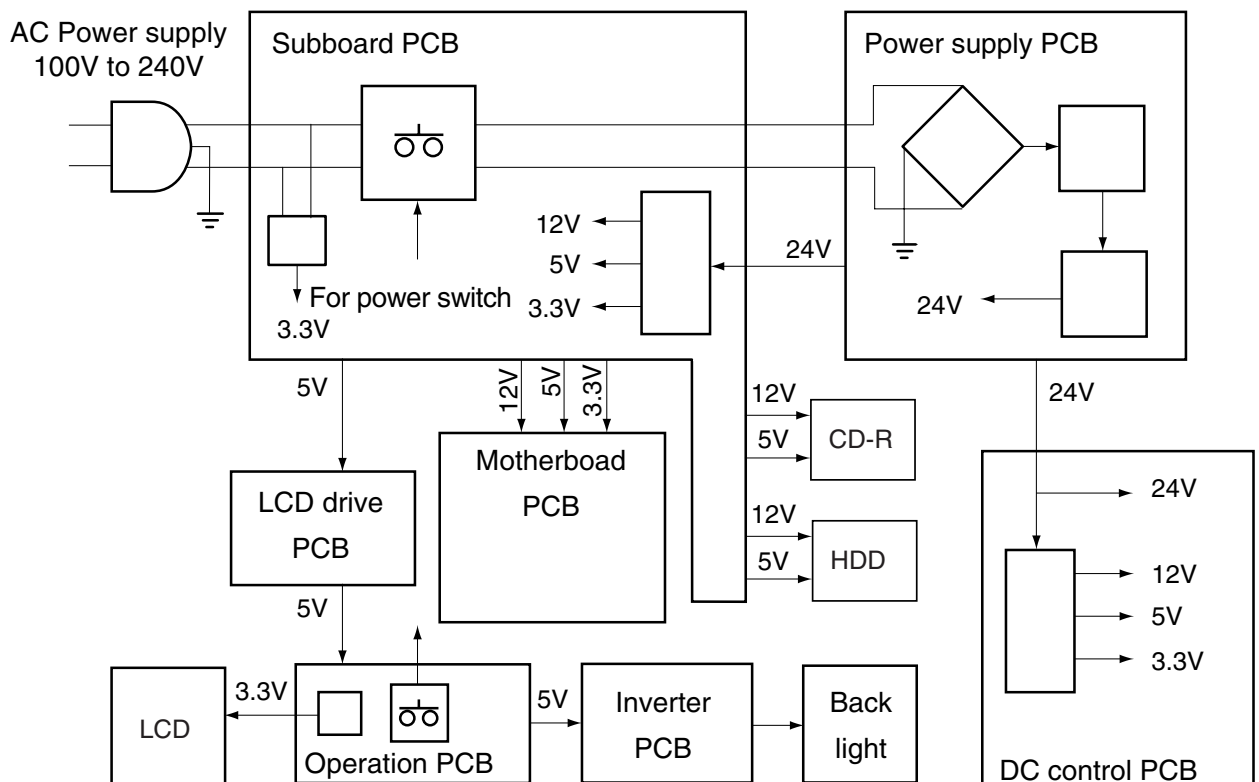 AC Power supply
100V to 240V
Subboard PCB
Power supply PCB
12V
5V
3.3V
24V
24V
For power switch
3.3V
5V
12V
5V
3.3V
12V
5V
CD-R
24V
Motherboad
PCB
LCD drive
PCB
12V
5V
HDD
24V
12V
5V
3.3V
5V
3.3V
LCD
Operation PCB
5V
Inverter
PCB
Back
light
DC control PCB